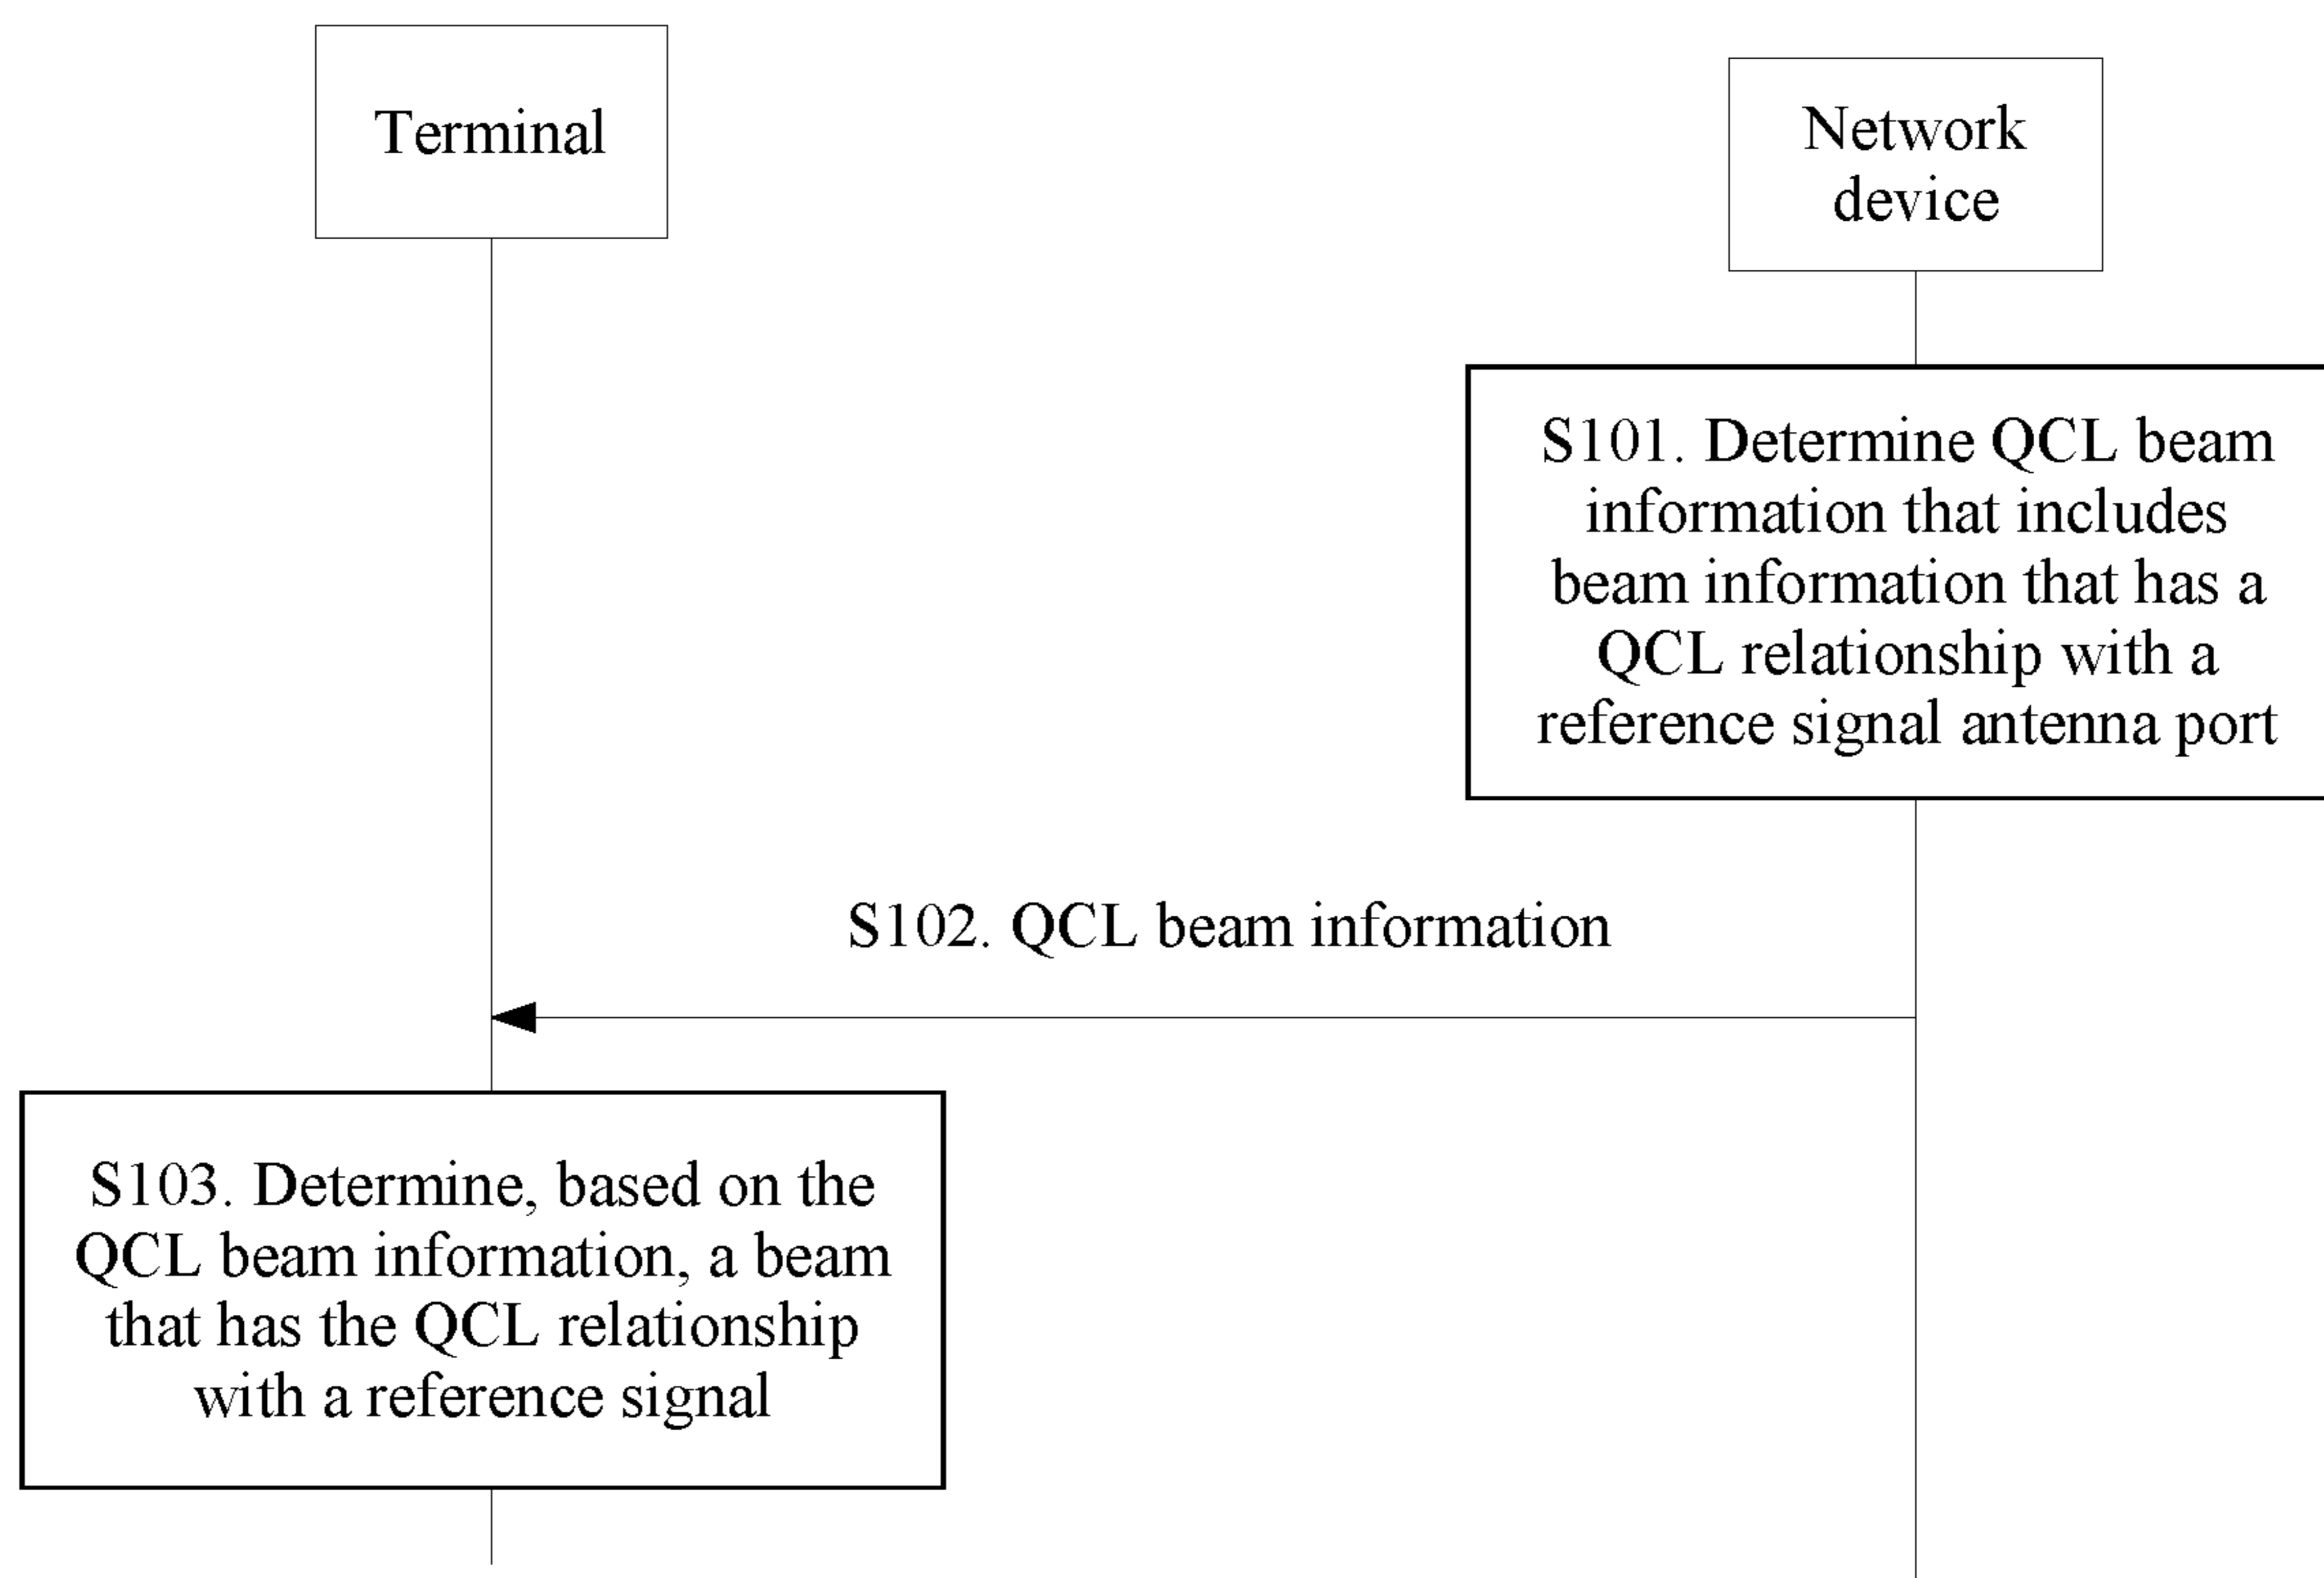 Terminal
Network
device
S101. Determine QCL beam
information that includes
beam information that has a
QCL relationship with a
reference signal antenna port
S102. QCL beam information
S103. Determine, based on the
QCL beam information, a beam
that has the QCL relationship
with a reference signal